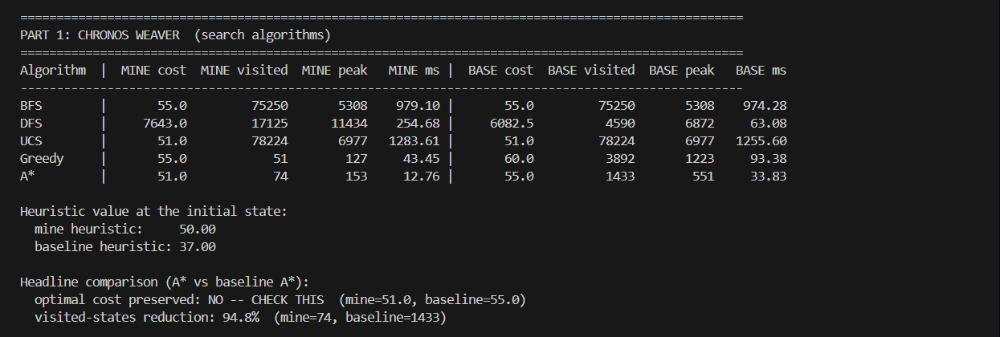 ====================================================================================================
PART 1: CHRONOS WEAVER  (search algorithms)
====================================================================================================
Algorithm  |  MINE cost  MINE visited  MINE peak   MINE ms |  BASE cost  BASE visited  BASE peak   BASE ms
----------------------------------------------------------------------------------------------------
BFS        |       55.0         75250       5308    979.10 |       55.0         75250       5308    974.28
DFS        |     7643.0         17125      11434    254.68 |     6082.5          4590       6872     63.08
UCS        |       51.0         78224       6977   1283.61 |       51.0         78224       6977   1255.60
Greedy     |       55.0            51        127     43.45 |       60.0          3892       1223     93.38
A*         |       51.0            74        153     12.76 |       55.0          1433        551     33.83
Heuristic value at the initial state:
  mine heuristic:     50.00
  baseline heuristic: 37.00
Headline comparison (A* vs baseline A*):
  optimal cost preserved: NO -- CHECK THIS  (mine=51.0, baseline=55.0)
  visited-states reduction: 94.8%  (mine=74, baseline=1433)